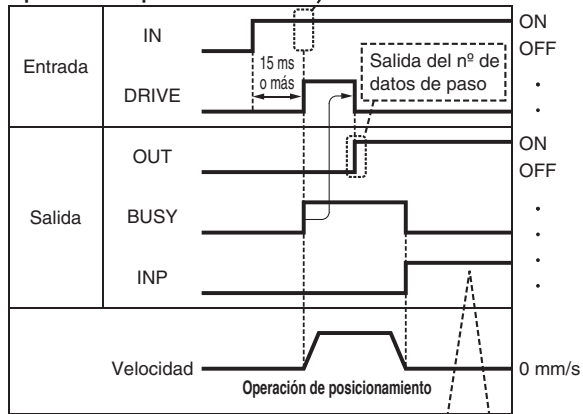 IN
ON
OFF
Entrada
15 ms
o más
Salida del nº de
datos de paso
DRIVE
OUT
ON
OFF
Salida
BUSY
INP
Velocidad
0 mm/s
Operación de posicionamiento